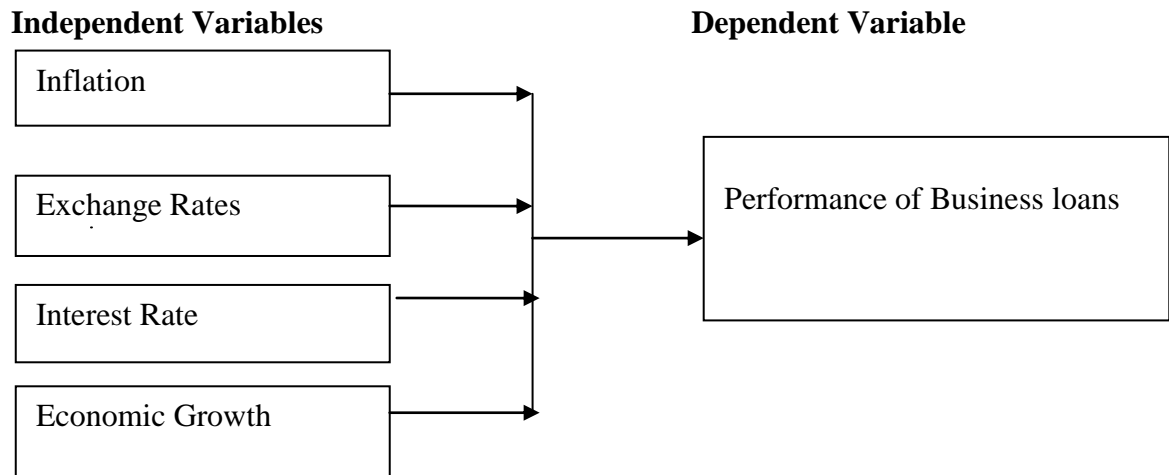 Independent Variables
Dependent Variable
Inflation
Exchange Rates
Performance of Business loans
Interest Rate
Economic Growth